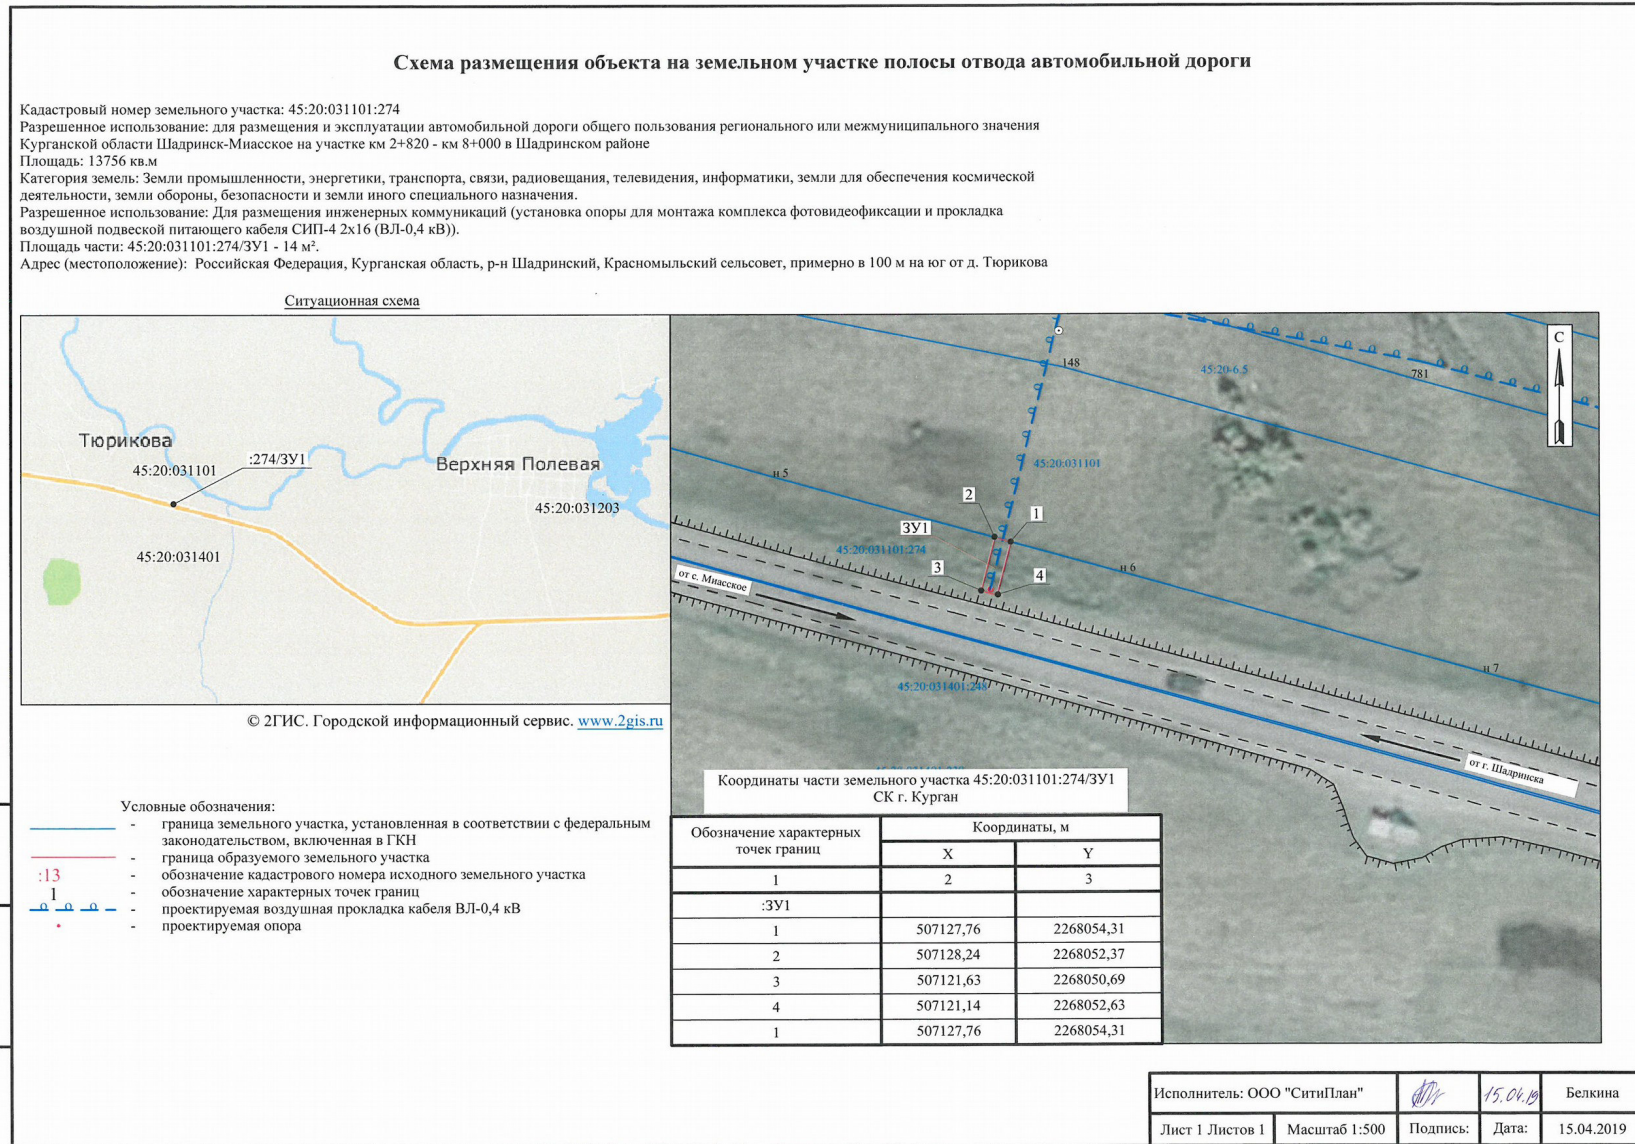 Схема размещения объекта на земельном участке полосы отвода автомобильной дороги
Кадастровый номер земельного участка: 45:20:031101:274
Разрешенное использование: для размещения и эксплуатации автомобильной дороги общего пользования регионального или межмуниципального значения
Курганской области Шадринск-Миасское на участке км 2+820 - км 8+000 в Шадринском районе
Площадь: 13756 кв.м
Категория земель: Земли промышленности, энергетики, транспорта, связи, радиовещания, телевидения, информатики, земли для обеспечения космической
деятельности, земли обороны, безопасности и земли иного специального назначения.
Разрешенное использование: Для размещения инженерных коммуникаций (установка опоры для монтажа комплекса фотовидеофиксации и прокладка
воздушной подвеской питающего кабеля СИП-4 2х16 (ВЛ-0,4 кВ)).
Площадь части: 45:20:031101:274/ЗУ1 - 14 м².
Адрес (местоположение): Российская Федерация, Курганская область, р-н Шадринский, Красномыльский сельсовет, примерно в 100 м на юг от д. Тюрикова
Ситуационная схема
Тюрикова
45:20:031101
:274/ЗУ1
Верхняя Полевая
45:20:031203
45:20:031401
© 2ГИС. Городской информационный сервис. www.2gis.ru
С
148
45:20-6.5
781
н 5
45:20:031101
2
1
ЗУ1
45:20:031101:274
3
4
н 6
от с. Миасское
н 7
45:20:031401:248
от г. Шадринска
Координаты части земельного участка 45:20:031101:274/ЗУ1
СК г. Курган
Обозначение характерных точек границ
Координаты, м
X Y
1 2 3
:ЗУ1
1 507127,76 2268054,31
2 507128,24 2268052,37
3 507121,63 2268050,69
4 507121,14 2268052,63
1 507127,76 2268054,31
Условные обозначения:
- граница земельного участка, установленная в соответствии с федеральным
законодательством, включенная в ГКН
- граница образуемого земельного участка
:13 - обозначение кадастрового номера исходного земельного участка
1 - обозначение характерных точек границ
- проектируемая воздушная прокладка кабеля ВЛ-0,4 кВ
- проектируемая опора
Исполнитель: ООО "СитиПлан" 15.04.19 Белкина
Лист 1 Листов 1 Масштаб 1:500 Подпись: Дата: 15.04.2019